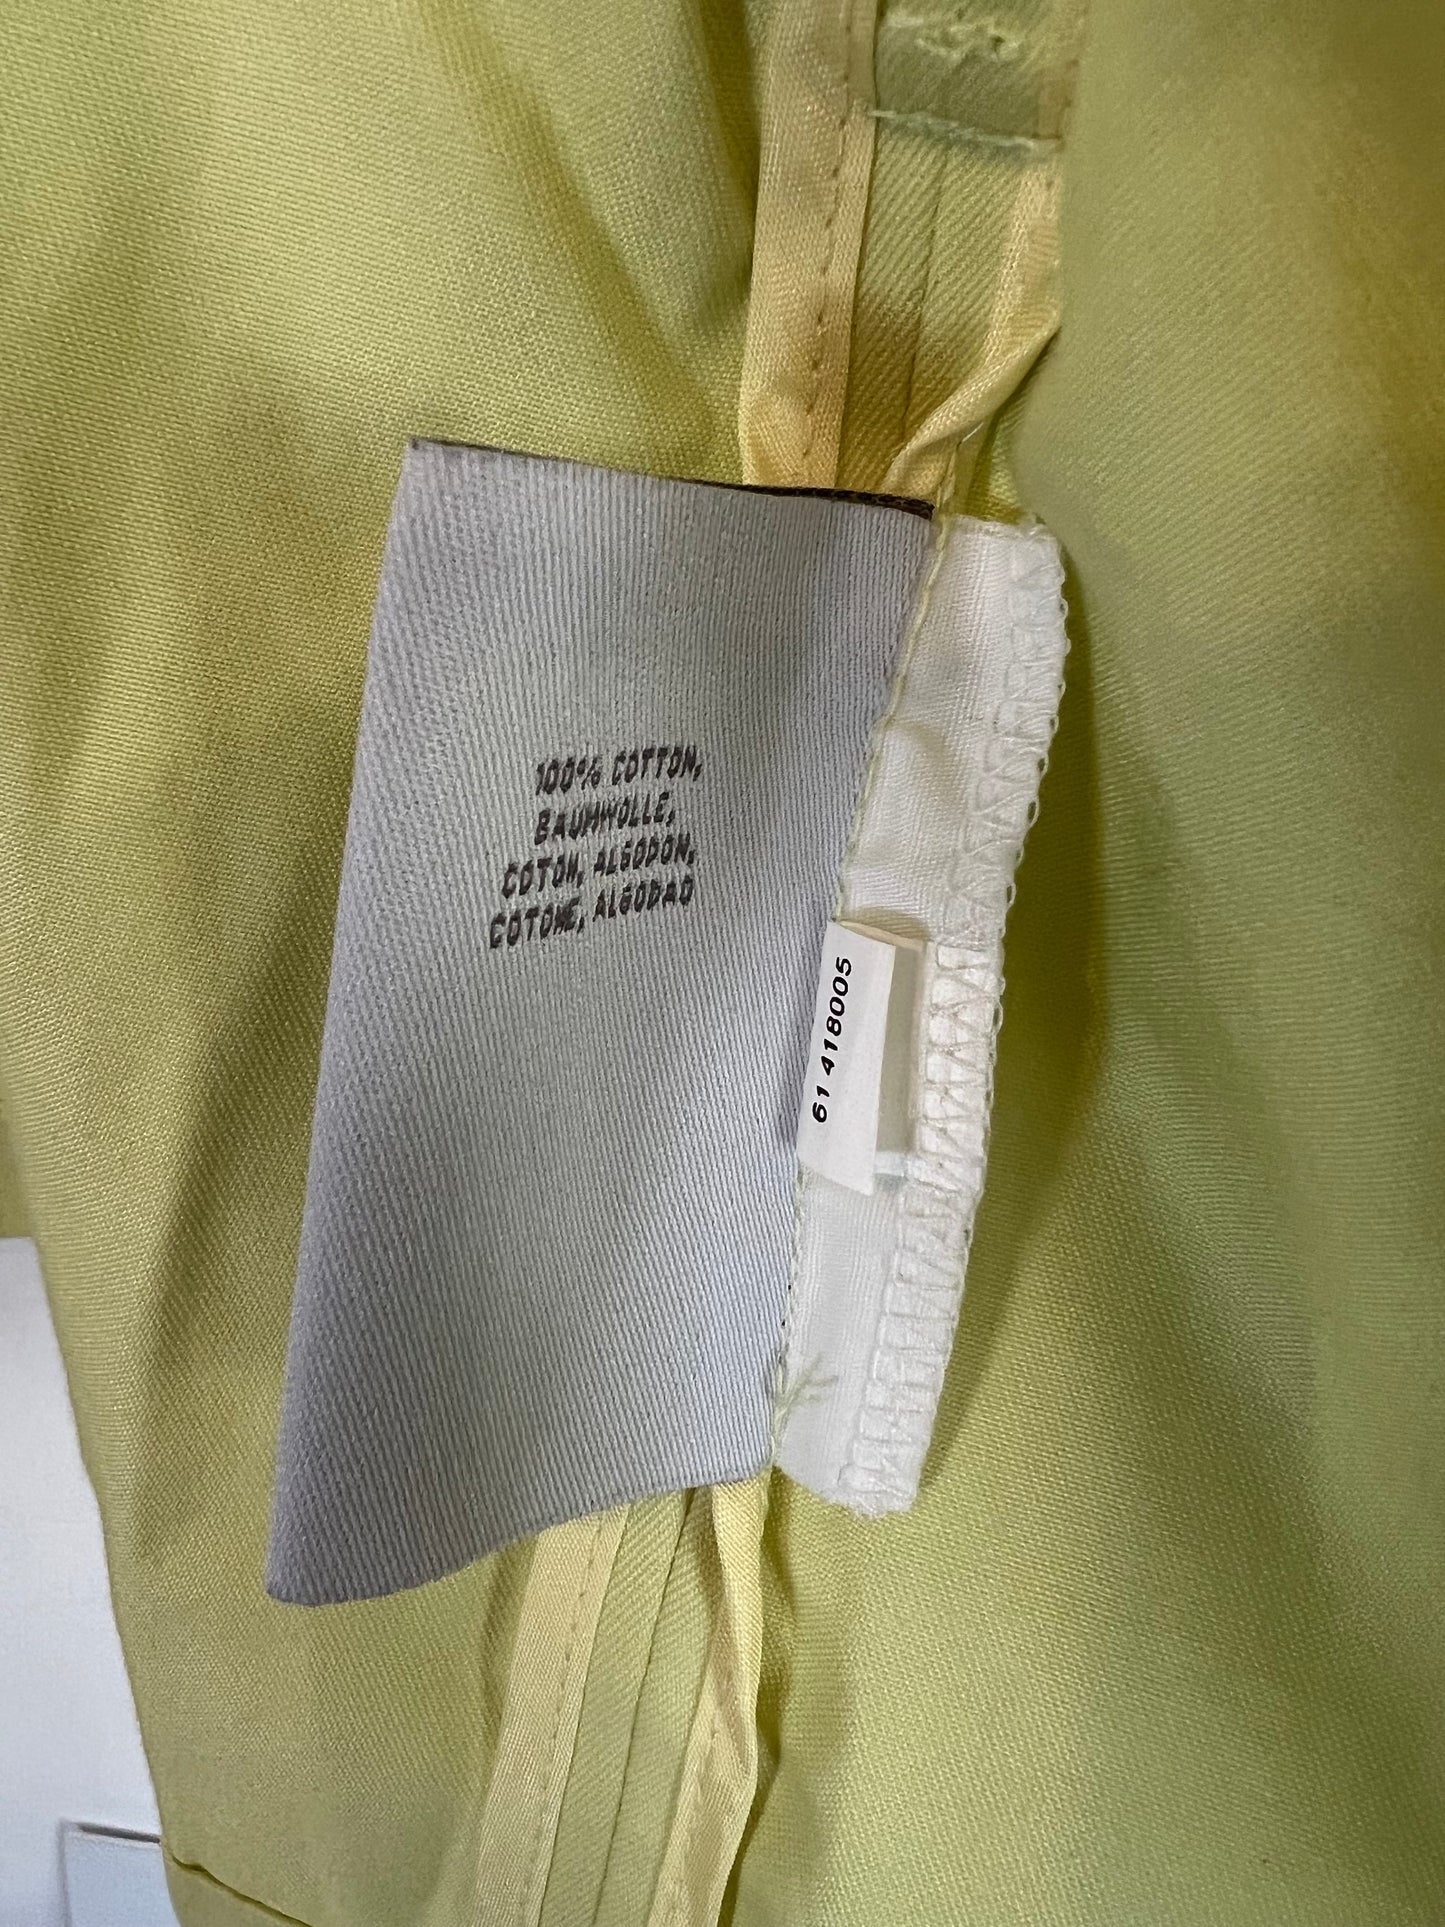 100% COTTON,
BAUMWOLLE,
COTON, ALGODON,
COTONE, ALGODAO
61 418005